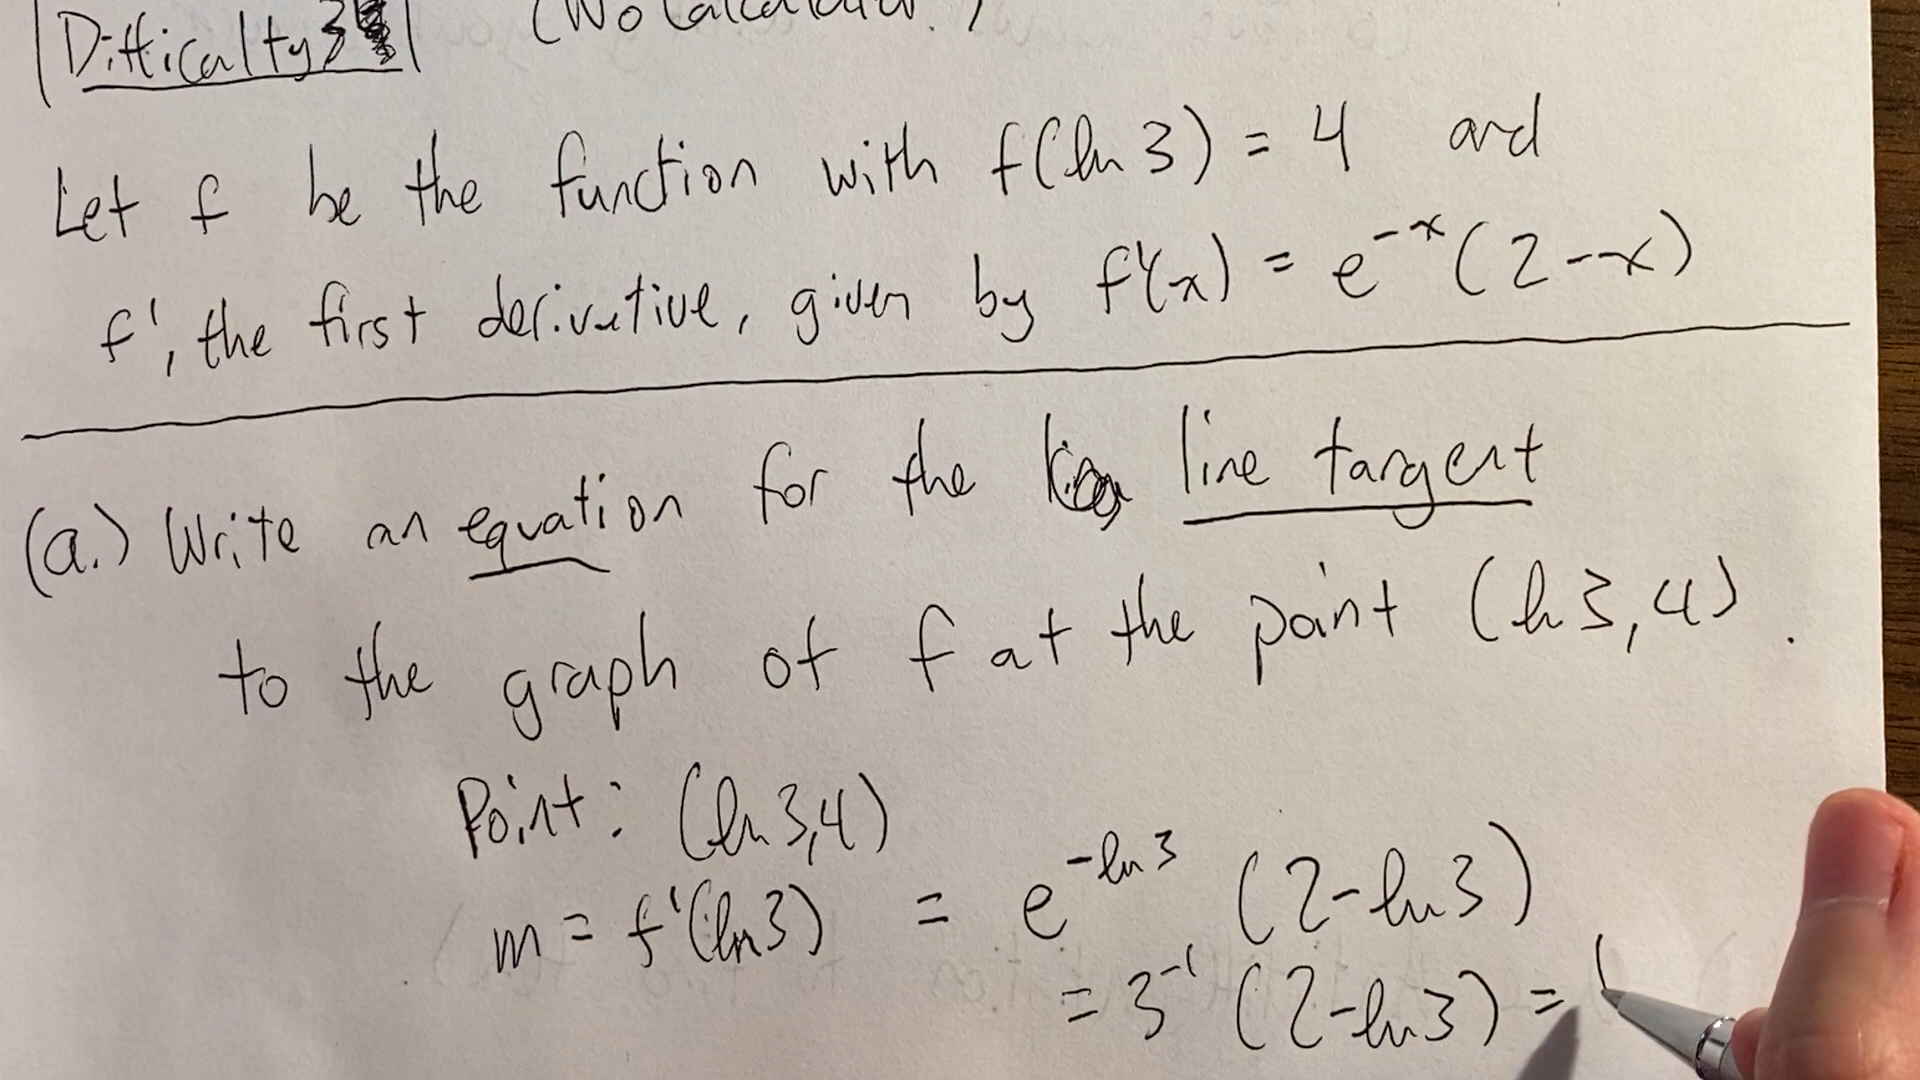 Difficulty 3
(No Calculator.)
Let f be the function with f(ln 3) = 4 and
f', the first derivative, given by f'(x) = e^-x (2-x)
(a.) Write an equation for the line tangent
to the graph of f at the point (ln 3, 4).
Point: (ln 3, 4)
m = f'(ln 3) = e^-ln 3 (2-ln 3)
= 3^-1 (2-ln 3) = (